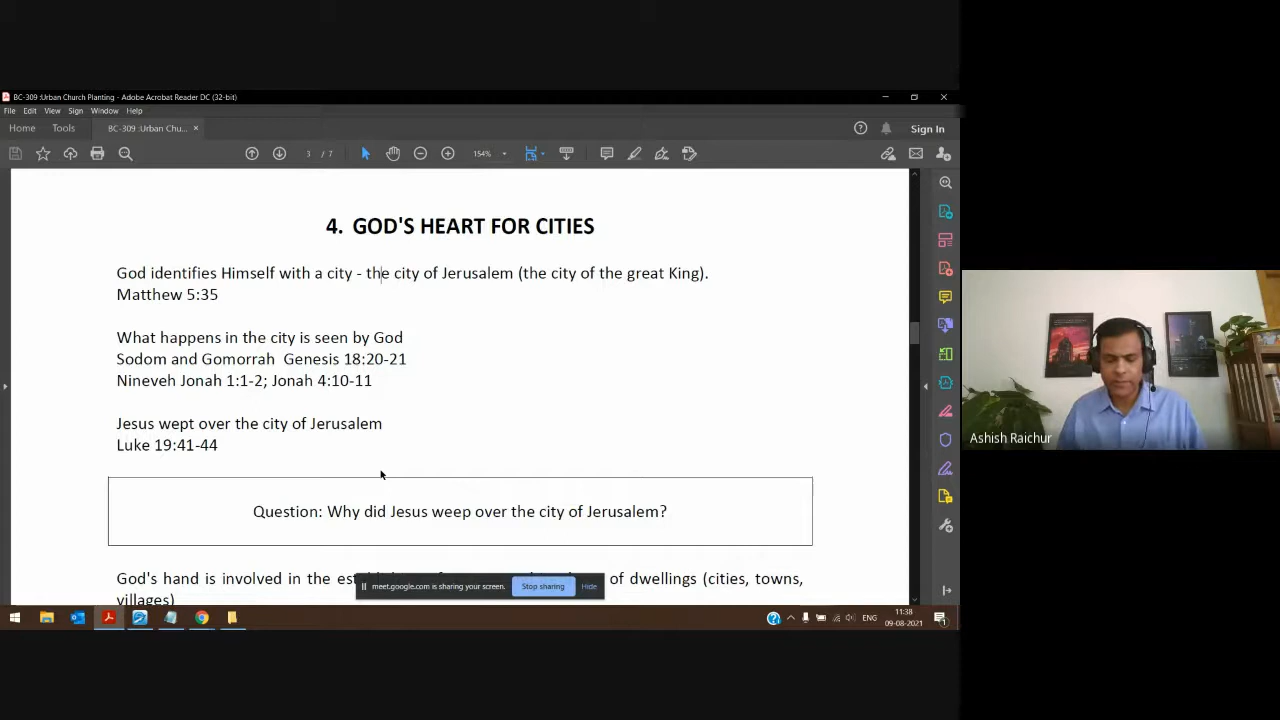 BC-309 :Urban Church Planting - Adobe Acrobat Reader DC (32-bit)
File Edit View Sign Window Help
Home Tools BC-309 :Urban Chu... × Sign In
3 / 7 154%
4. GOD'S HEART FOR CITIES
God identifies Himself with a city - the city of Jerusalem (the city of the great King).
Matthew 5:35
What happens in the city is seen by God
Sodom and Gomorrah Genesis 18:20-21
Nineveh Jonah 1:1-2; Jonah 4:10-11
Jesus wept over the city of Jerusalem
Luke 19:41-44
Question: Why did Jesus weep over the city of Jerusalem?
God's hand is involved in the of dwellings (cities, towns,
villages)
meet.google.com is sharing your screen. Stop sharing Hide
ENG
11:38
09-08-2021
Ashish Raichur